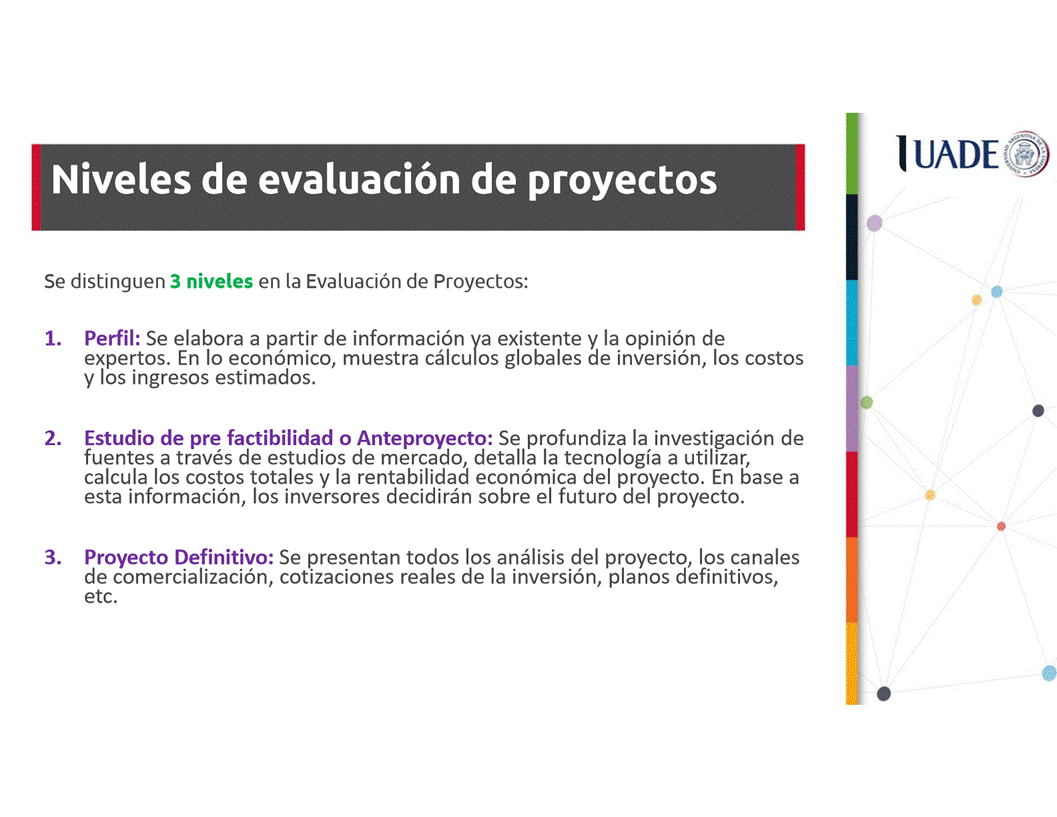 UADE
Niveles de evaluación de proyectos
Se distinguen 3 niveles en la Evaluación de Proyectos:
1. Perfil: Se elabora a partir de información ya existente y la opinión de
expertos. En lo económico, muestra cálculos globales de inversión, los costos
y los ingresos estimados.
2. Estudio de pre factibilidad o Anteproyecto: Se profundiza la investigación de
fuentes a través de estudios de mercado, detalla la tecnología a utilizar,
calcula los costos totales y la rentabilidad económica del proyecto. En base a
esta información, los inversores decidirán sobre el futuro del proyecto.
3. Proyecto Definitivo: Se presentan todos los análisis del proyecto, los canales
de comercialización, cotizaciones reales de la inversión, planos definitivos,
etc.